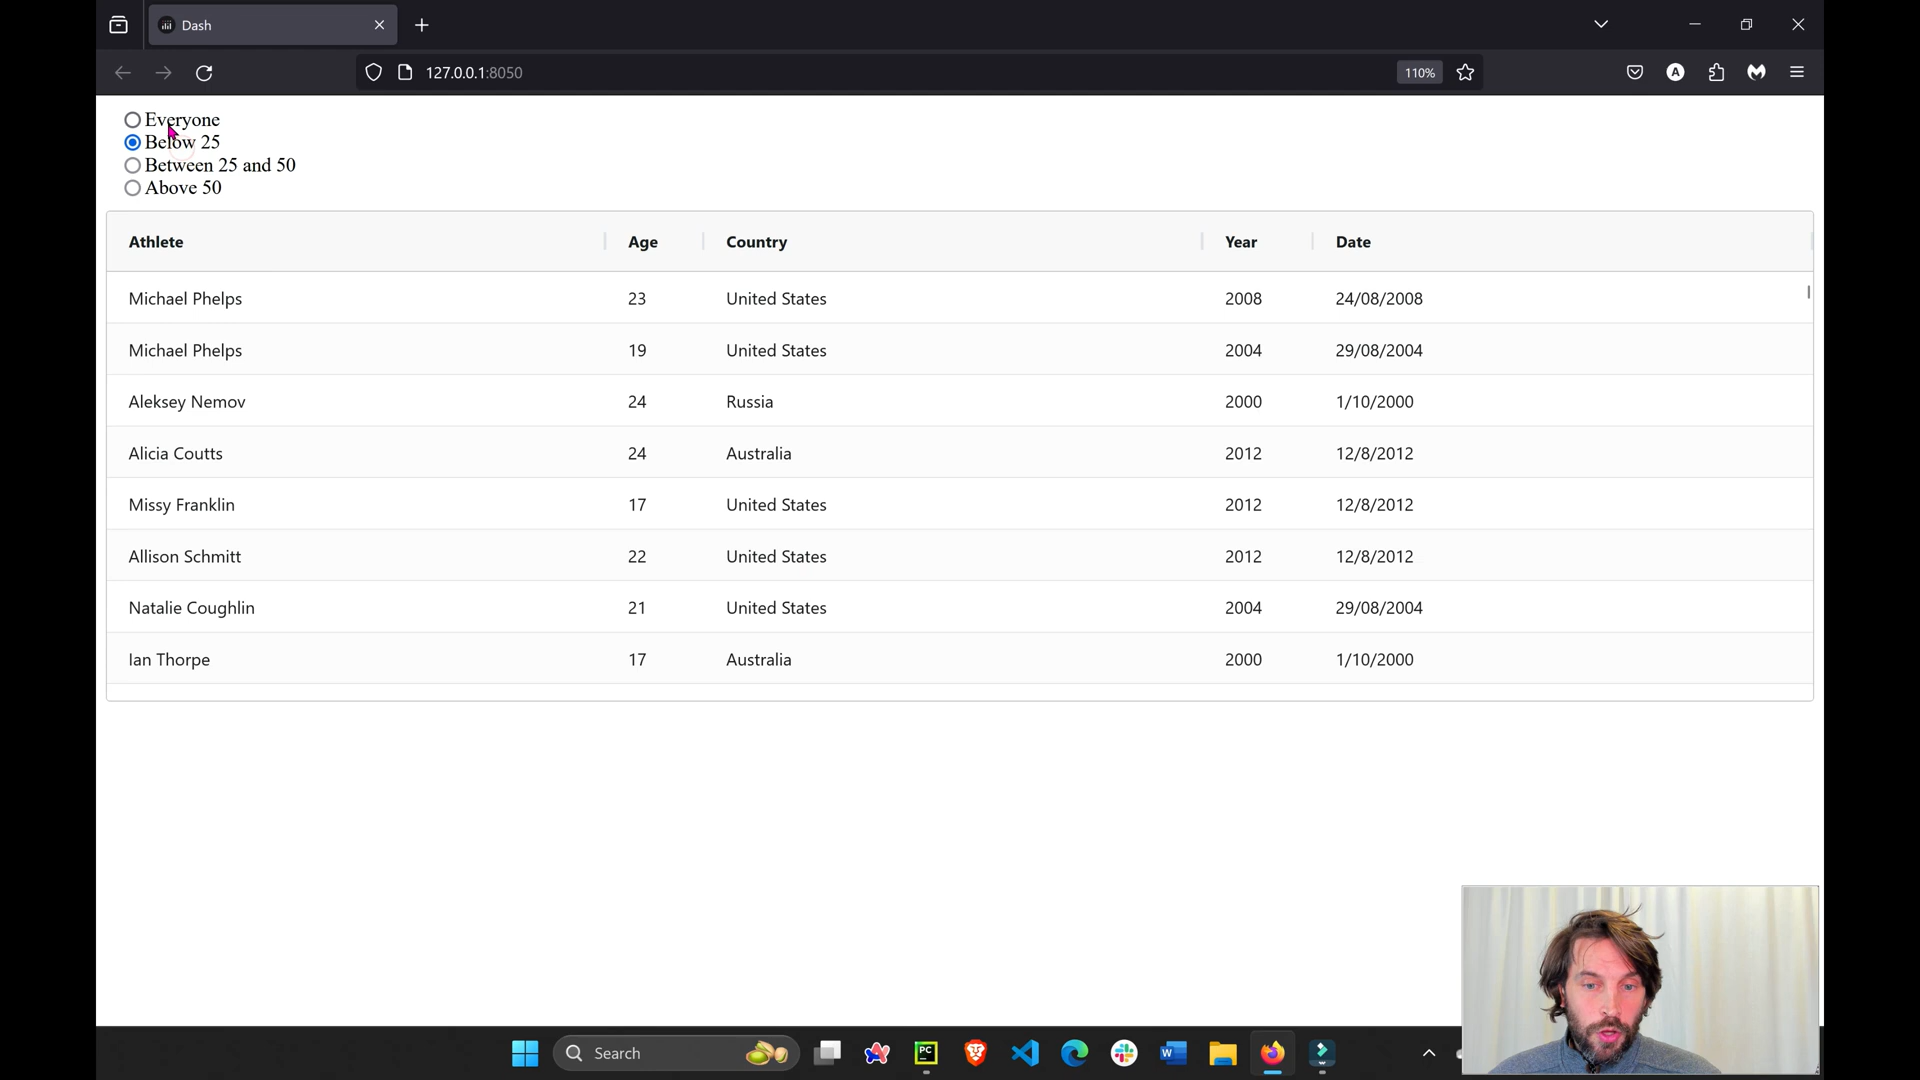 Dash
127.0.0.1:8050
110%
A
Everyone
Below 25
Between 25 and 50
Above 50
Athlete Age Country Year Date
Michael Phelps 23 United States 2008 24/08/2008
Michael Phelps 19 United States 2004 29/08/2004
Aleksey Nemov 24 Russia 2000 1/10/2000
Alicia Coutts 24 Australia 2012 12/8/2012
Missy Franklin 17 United States 2012 12/8/2012
Allison Schmitt 22 United States 2012 12/8/2012
Natalie Coughlin 21 United States 2004 29/08/2004
Ian Thorpe 17 Australia 2000 1/10/2000
Search
PC
W